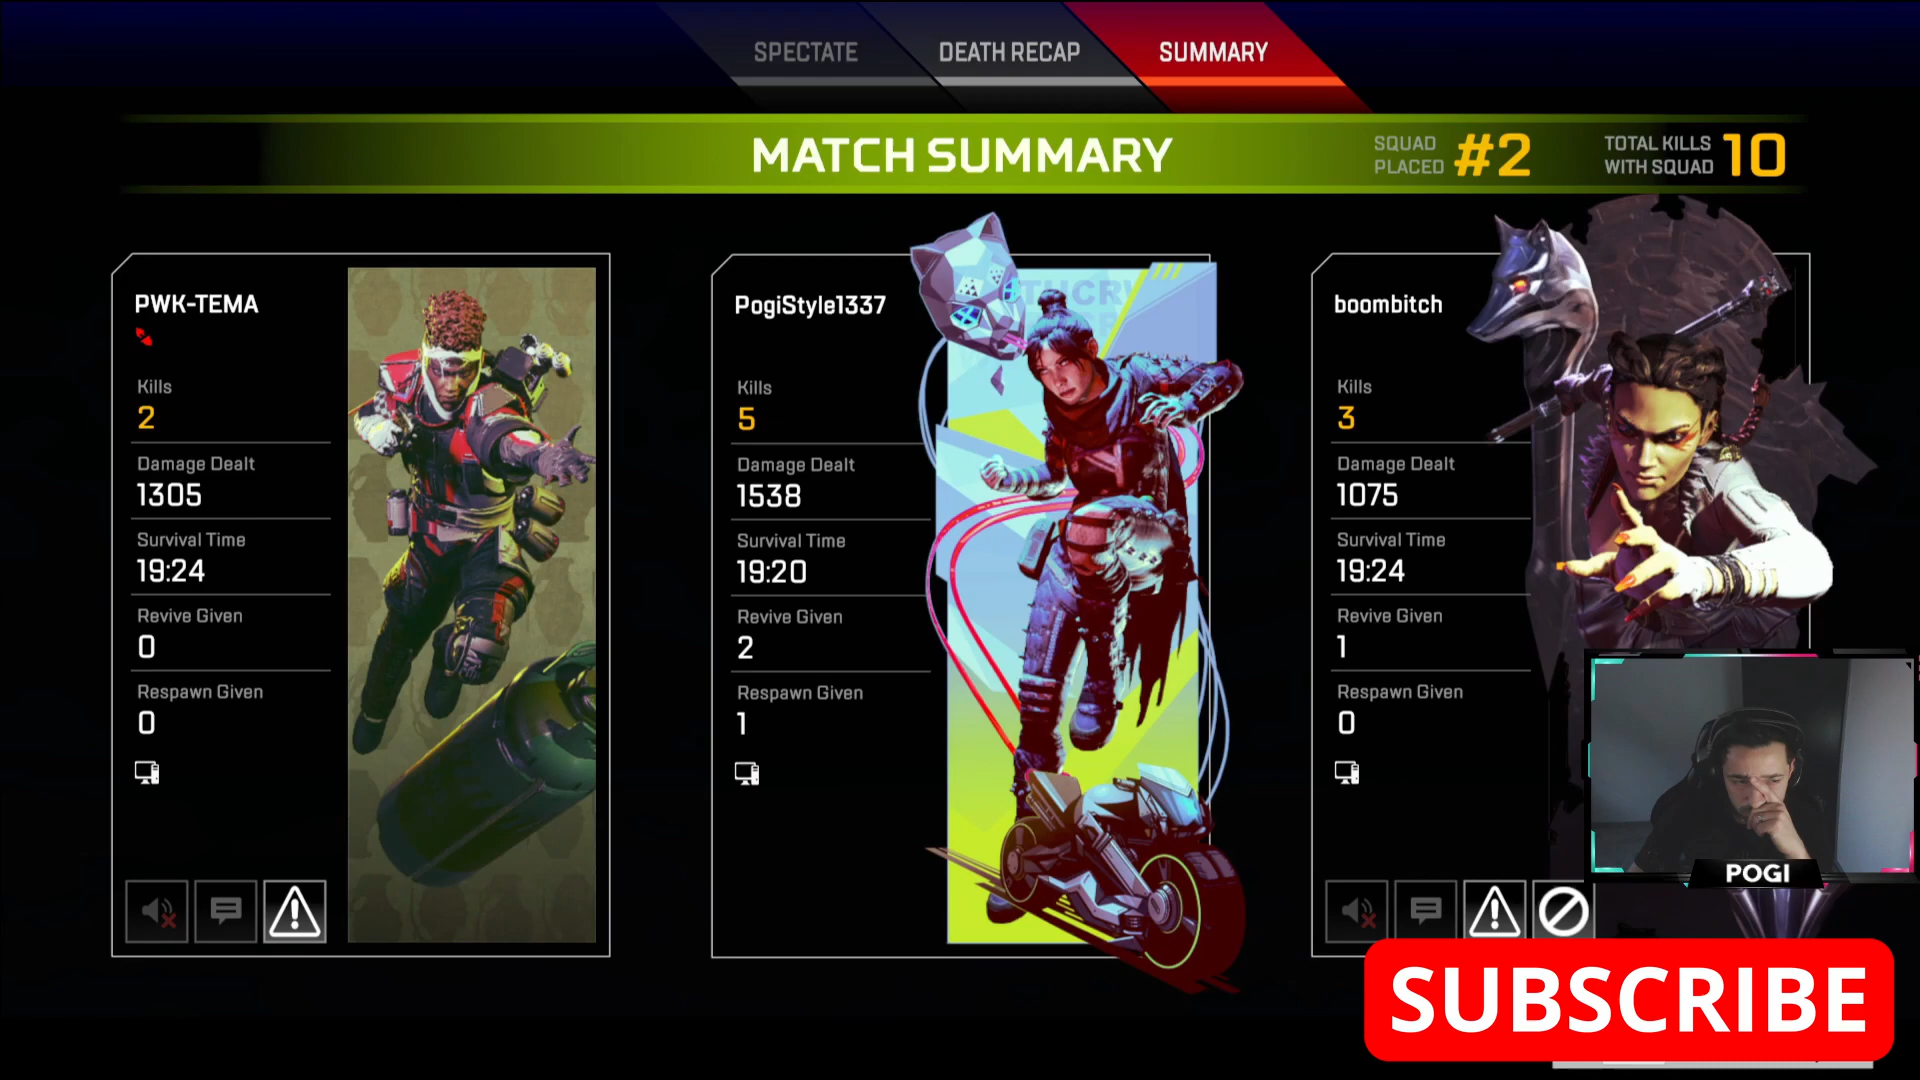 SPECTATE
DEATH RECAP
SUMMARY
MATCH SUMMARY
SQUAD PLACED #2
TOTAL KILLS WITH SQUAD 10
PWK-TEMA
Kills
2
Damage Dealt
1305
Survival Time
19:24
Revive Given
0
Respawn Given
0
PogiStyle1337
Kills
5
Damage Dealt
1538
Survival Time
19:20
Revive Given
2
Respawn Given
1
boombitch
Kills
3
Damage Dealt
1075
Survival Time
19:24
Revive Given
1
Respawn Given
0
POGI
SUBSCRIBE